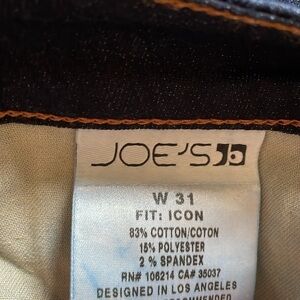 JOE'S
W 31
FIT: ICON
83% COTTON/COTON
15% POLYESTER
2 % SPANDEX
RN# 106214 CA# 35037
DESIGNED IN LOS ANGELES
RECOMMENDED